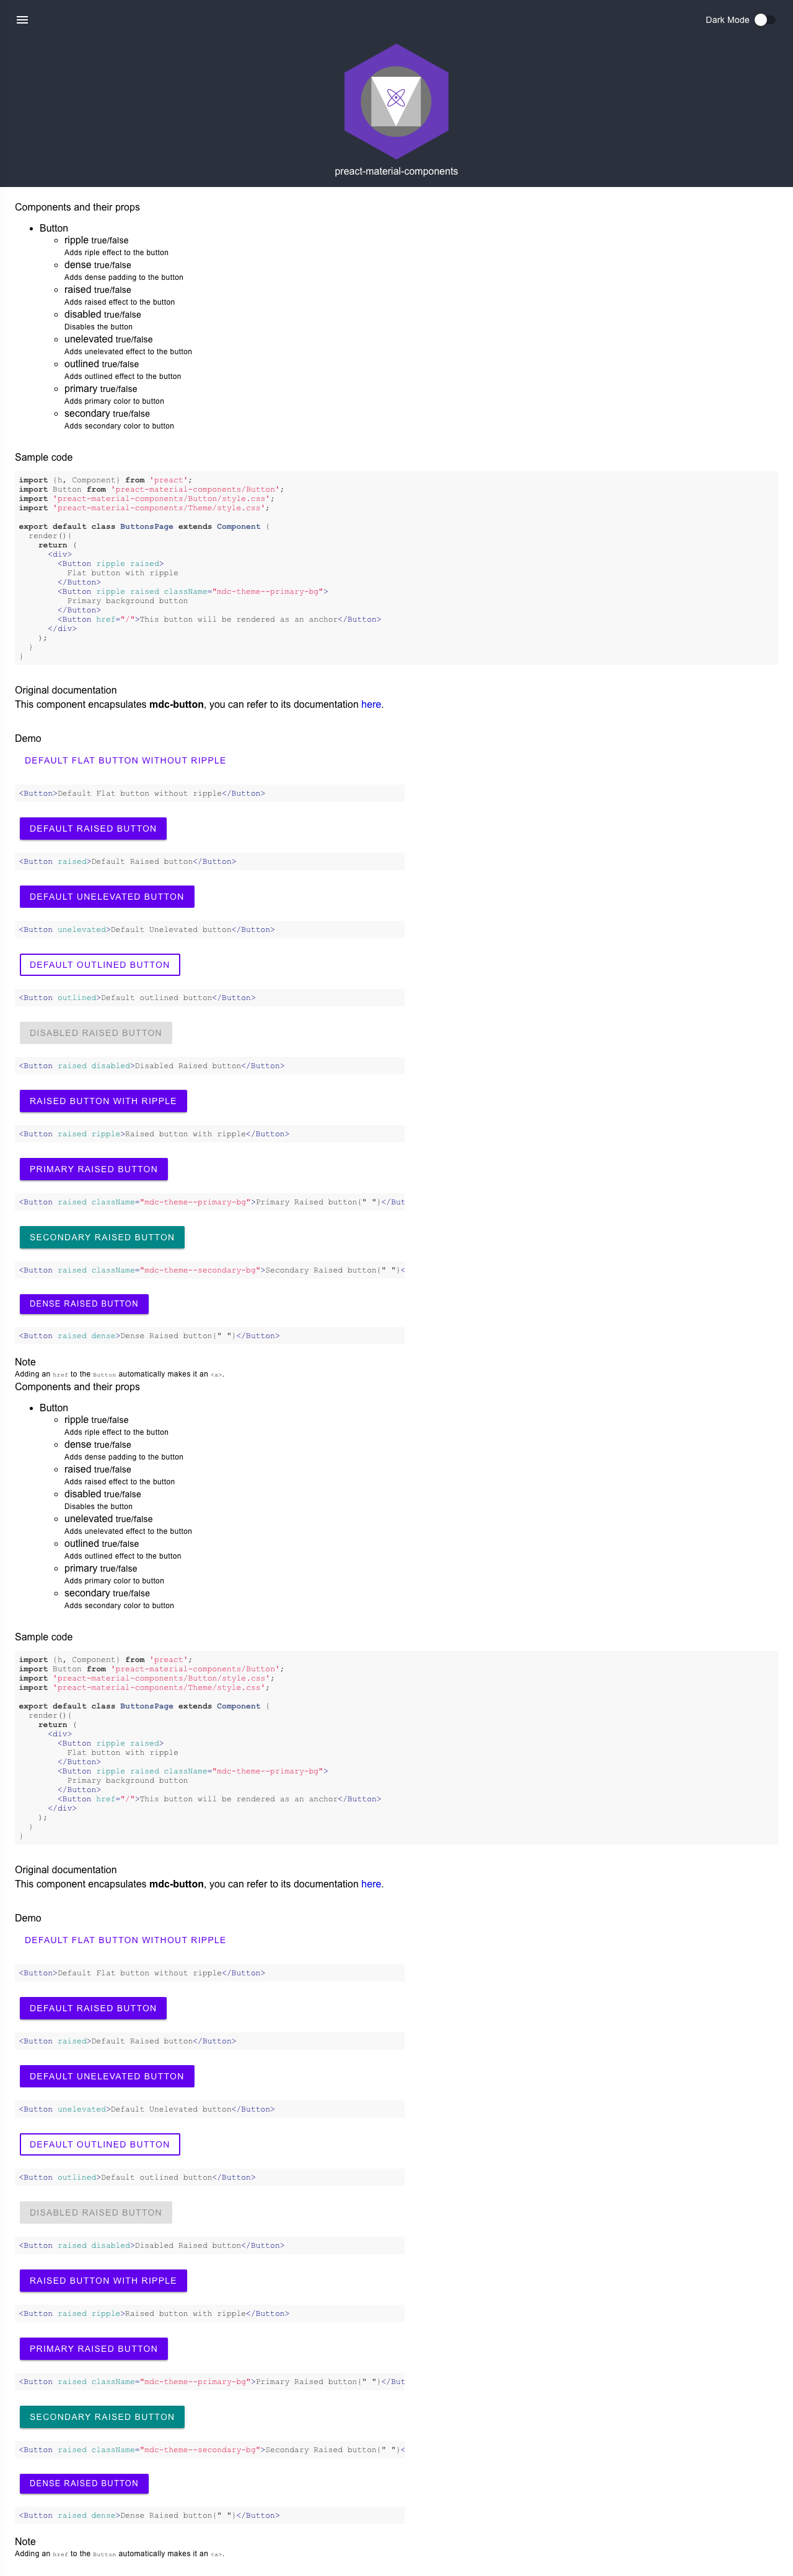 Dark Mode
preact-material-components
Components and their props
Button
ripple true/false
Adds riple effect to the button
dense true/false
Adds dense padding to the button
raised true/false
Adds raised effect to the button
disabled true/false
Disables the button
unelevated true/false
Adds unelevated effect to the button
outlined true/false
Adds outlined effect to the button
primary true/false
Adds primary color to button
secondary true/false
Adds secondary color to button
Sample code
import {h, Component} from 'preact';
import Button from 'preact-material-components/Button';
import 'preact-material-components/Button/style.css';
import 'preact-material-components/Theme/style.css';
export default class ButtonsPage extends Component {
render(){
return (
<div>
<Button ripple raised>
Flat button with ripple
</Button>
<Button ripple raised className="mdc-theme--primary-bg">
Primary background button
</Button>
<Button href="/">This button will be rendered as an anchor</Button>
</div>
);
}
}
Original documentation
This component encapsulates mdc-button, you can refer to its documentation here.
Demo
DEFAULT FLAT BUTTON WITHOUT RIPPLE
<Button>Default Flat button without ripple</Button>
DEFAULT RAISED BUTTON
<Button raised>Default Raised button</Button>
DEFAULT UNELEVATED BUTTON
<Button unelevated>Default Unelevated button</Button>
DEFAULT OUTLINED BUTTON
<Button outlined>Default outlined button</Button>
DISABLED RAISED BUTTON
<Button raised disabled>Disabled Raised button</Button>
RAISED BUTTON WITH RIPPLE
<Button raised ripple>Raised button with ripple</Button>
PRIMARY RAISED BUTTON
<Button raised className="mdc-theme--primary-bg">Primary Raised button{" "}</But
SECONDARY RAISED BUTTON
<Button raised className="mdc-theme--secondary-bg">Secondary Raised button{" "}<
DENSE RAISED BUTTON
<Button raised dense>Dense Raised button{" "}</Button>
Note
Adding an href to the Button automatically makes it an <a>.
Components and their props
Button
ripple true/false
Adds riple effect to the button
dense true/false
Adds dense padding to the button
raised true/false
Adds raised effect to the button
disabled true/false
Disables the button
unelevated true/false
Adds unelevated effect to the button
outlined true/false
Adds outlined effect to the button
primary true/false
Adds primary color to button
secondary true/false
Adds secondary color to button
Sample code
import {h, Component} from 'preact';
import Button from 'preact-material-components/Button';
import 'preact-material-components/Button/style.css';
import 'preact-material-components/Theme/style.css';
export default class ButtonsPage extends Component {
render(){
return (
<div>
<Button ripple raised>
Flat button with ripple
</Button>
<Button ripple raised className="mdc-theme--primary-bg">
Primary background button
</Button>
<Button href="/">This button will be rendered as an anchor</Button>
</div>
);
}
}
Original documentation
This component encapsulates mdc-button, you can refer to its documentation here.
Demo
DEFAULT FLAT BUTTON WITHOUT RIPPLE
<Button>Default Flat button without ripple</Button>
DEFAULT RAISED BUTTON
<Button raised>Default Raised button</Button>
DEFAULT UNELEVATED BUTTON
<Button unelevated>Default Unelevated button</Button>
DEFAULT OUTLINED BUTTON
<Button outlined>Default outlined button</Button>
DISABLED RAISED BUTTON
<Button raised disabled>Disabled Raised button</Button>
RAISED BUTTON WITH RIPPLE
<Button raised ripple>Raised button with ripple</Button>
PRIMARY RAISED BUTTON
<Button raised className="mdc-theme--primary-bg">Primary Raised button{" "}</But
SECONDARY RAISED BUTTON
<Button raised className="mdc-theme--secondary-bg">Secondary Raised button{" "}<
DENSE RAISED BUTTON
<Button raised dense>Dense Raised button{" "}</Button>
Note
Adding an href to the Button automatically makes it an <a>.